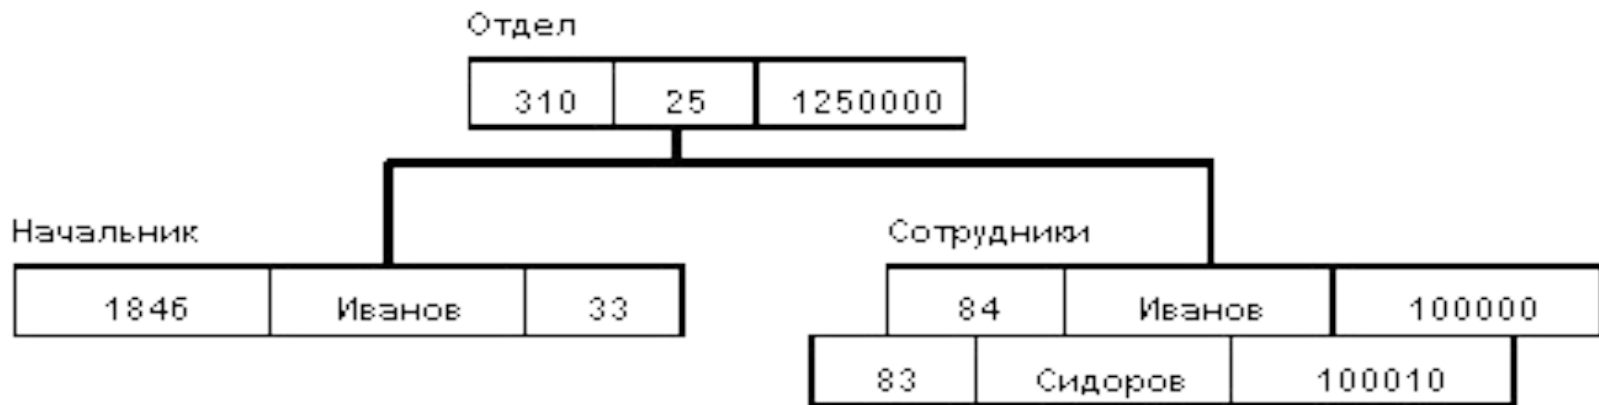 Отдел
310 25 1250000
Начальник
1846 Иванов 33
Сотрудники
84 Иванов 100000
83 Сидоров 100010